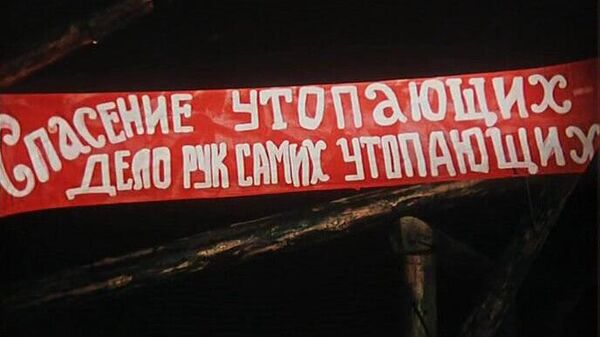 Спасение утопающих
дело рук самих утопающих